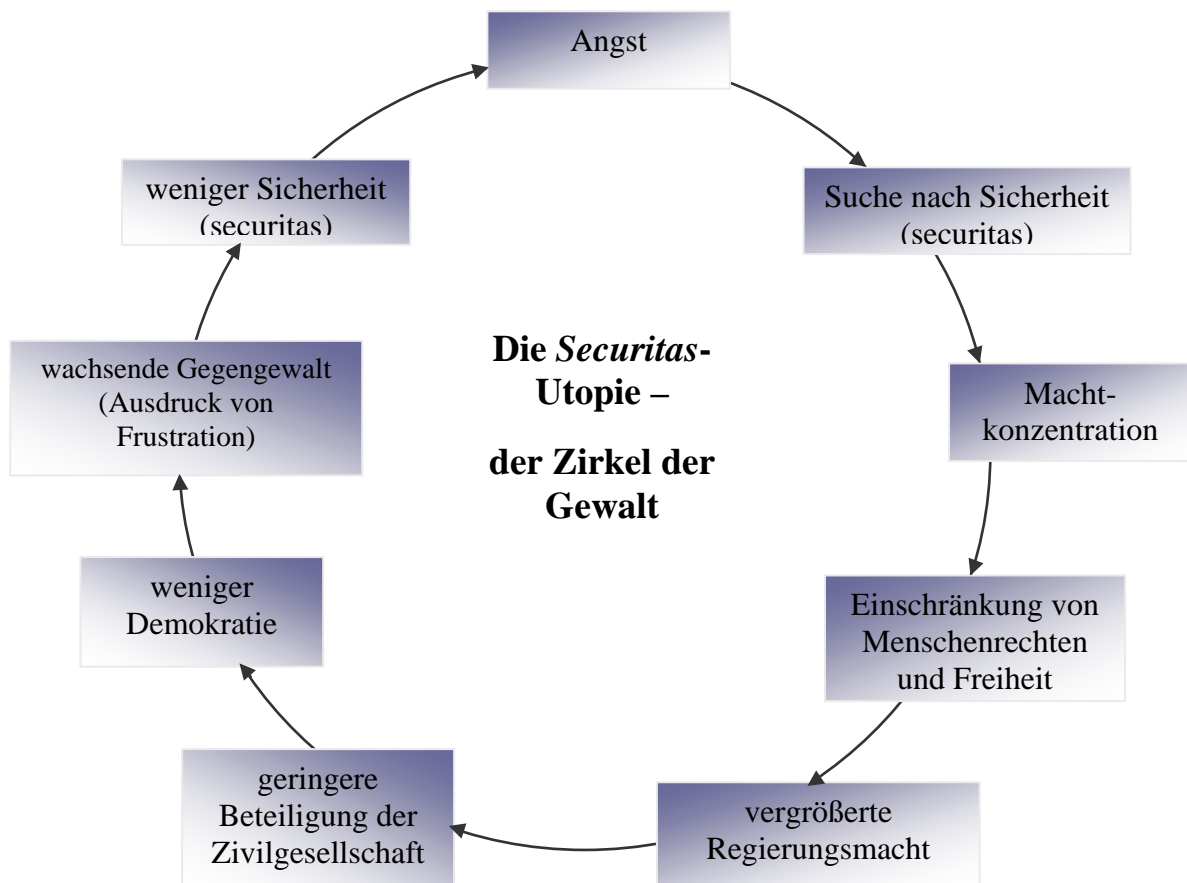 Angst
Suche nach Sicherheit
(securitas)
Macht-
konzentration
Einschränkung von
Menschenrechten
und Freiheit
vergrößerte
Regierungsmacht
geringere
Beteiligung der
Zivilgesellschaft
weniger
Demokratie
wachsende Gegengewalt
(Ausdruck von
Frustration)
weniger Sicherheit
(securitas)
Die Securitas-
Utopie –
der Zirkel der
Gewalt